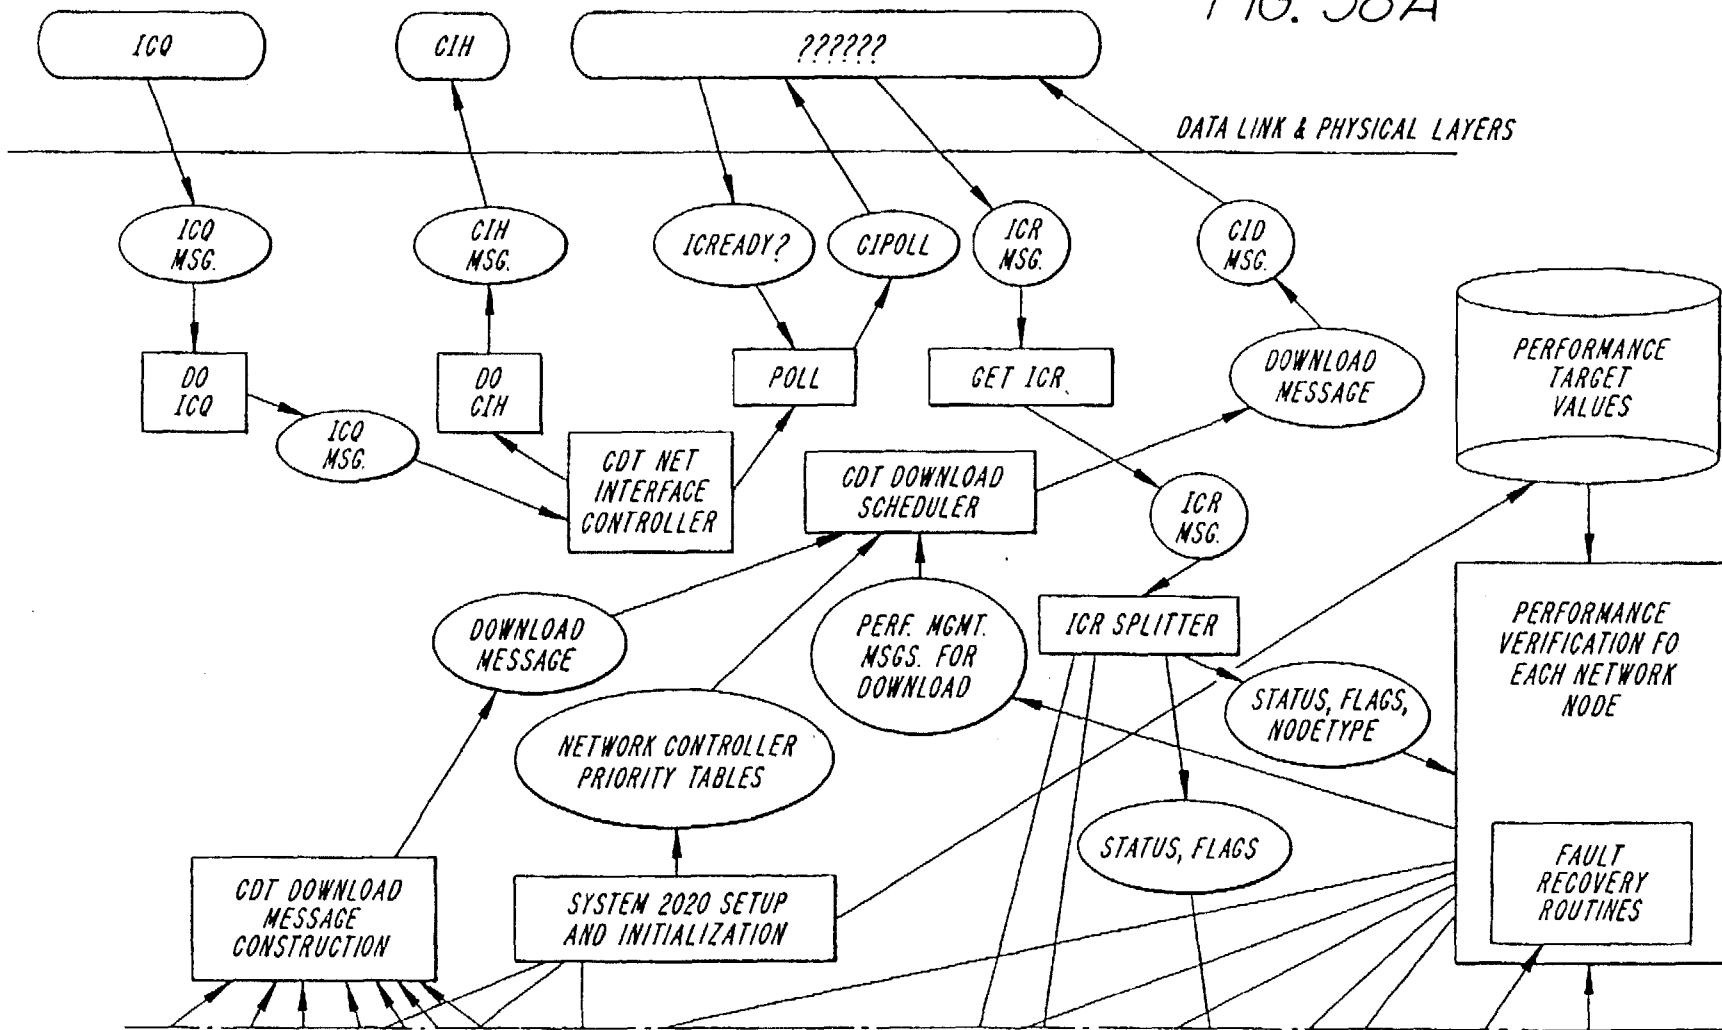 FIG. 38A
ICQ
CIH
??????
DATA LINK & PHYSICAL LAYERS
ICQ
MSG.
CIH
MSG.
ICREADY?
CIPOLL
ICR
MSG.
CID
MSG.
DO
ICQ
DO
CIH
POLL
GET ICR
DOWNLOAD
MESSAGE
PERFORMANCE
TARGET
VALUES
ICQ
MSG.
CDT NET
INTERFACE
CONTROLLER
CDT DOWNLOAD
SCHEDULER
ICR
MSG.
DOWNLOAD
MESSAGE
PERF. MGMT.
MSGS. FOR
DOWNLOAD
ICR SPLITTER
PERFORMANCE
VERIFICATION FO
EACH NETWORK
NODE
STATUS, FLAGS,
NODETYPE
NETWORK CONTROLLER
PRIORITY TABLES
STATUS, FLAGS
FAULT
RECOVERY
ROUTINES
CDT DOWNLOAD
MESSAGE
CONSTRUCTION
SYSTEM 2020 SETUP
AND INITIALIZATION